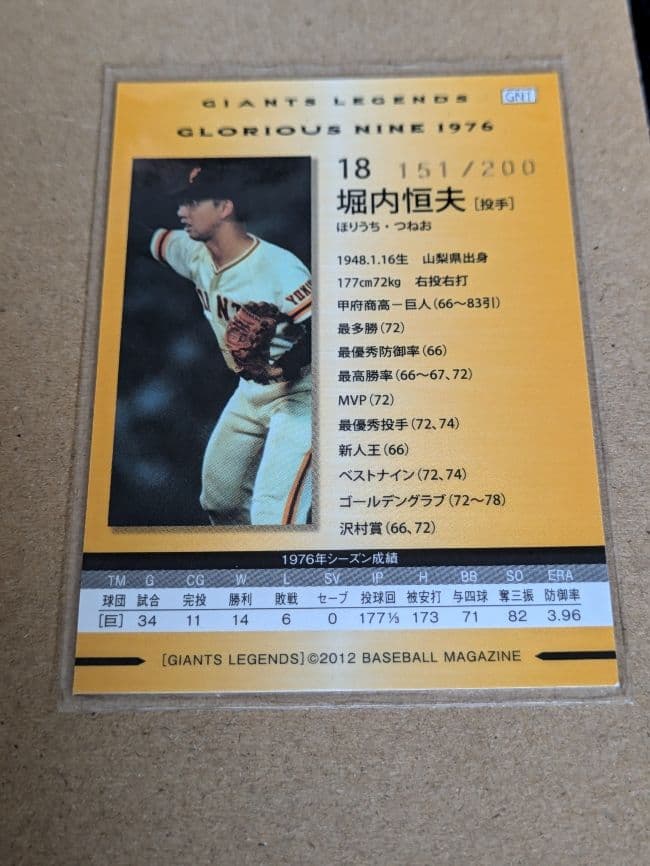 GIANTS LEGENDS
GNT
GLORIOUS NINE 1976
18 151/200
堀内恒夫 [投手]
ほりうち・つねお
1948.1.16生 山梨県出身
177cm72kg 右投右打
甲府商高－巨人(66〜83引)
最多勝(72)
最優秀防御率(66)
最高勝率(66〜67、72)
MVP(72)
最優秀投手(72、74)
新人王(66)
ベストナイン(72、74)
ゴールデングラブ(72〜78)
沢村賞(66、72)
1976年シーズン成績
TM G CG W L SV IP H BB SO ERA
球団 試合 完投 勝利 敗戦 セーブ 投球回 被安打 与四球 奪三振 防御率
[巨] 34 11 14 6 0 177⅓ 173 71 82 3.96
[GIANTS LEGENDS]©2012 BASEBALL MAGAZINE